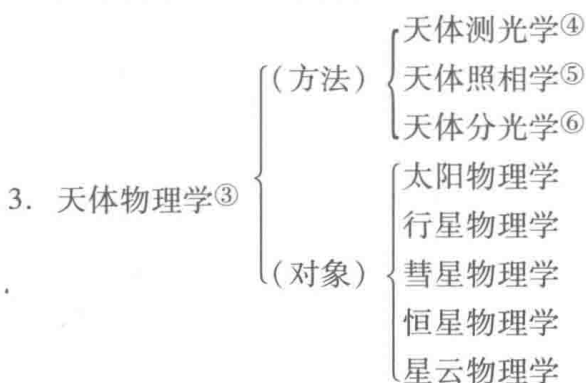 天体测光学④
(方法) 天体照相学⑤
天体分光学⑥
3. 天体物理学③
太阳物理学
行星物理学
(对象) 彗星物理学
恒星物理学
星云物理学